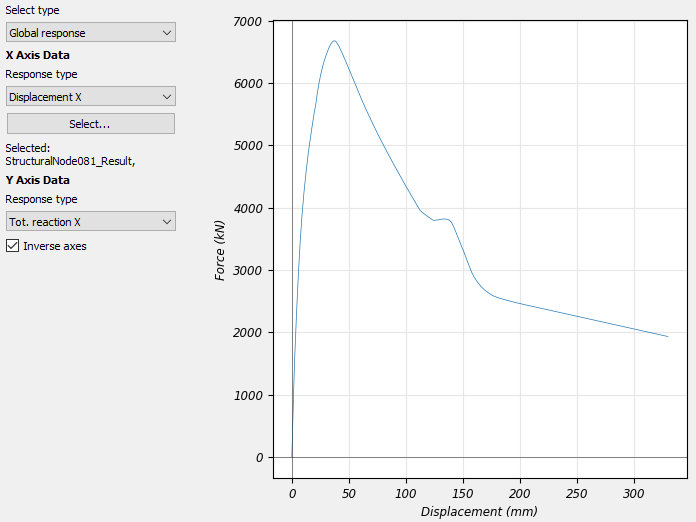 Select type
Global response
X Axis Data
Response type
Displacement X
Select...
Selected:
StructuralNode081_Result,
Y Axis Data
Response type
Tot. reaction X
Inverse axes
7000
6000
5000
4000
3000
2000
1000
0
Force (kN)
0 50 100 150 200 250 300
Displacement (mm)